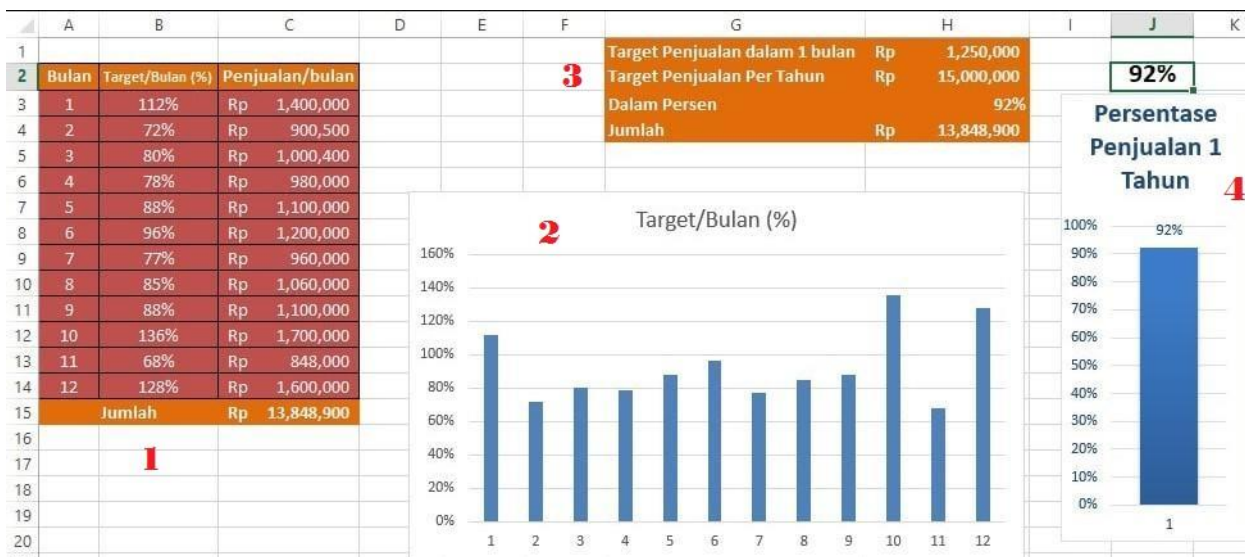 A B C D E F G H I J K
1 Target Penjualan dalam 1 bulan Rp 1,250,000
2 Bulan Target/Bulan (%) Penjualan/bulan 3 Target Penjualan Per Tahun Rp 15,000,000 92%
3 1 112% Rp 1,400,000 Dalam Persen 92%
4 2 72% Rp 900,500 Jumlah Rp 13,848,900
5 3 80% Rp 1,000,400
6 4 78% Rp 980,000
7 5 88% Rp 1,100,000
8 6 96% Rp 1,200,000
9 7 77% Rp 960,000
10 8 85% Rp 1,060,000
11 9 88% Rp 1,100,000
12 10 136% Rp 1,700,000
13 11 68% Rp 848,000
14 12 128% Rp 1,600,000
15 Jumlah Rp 13,848,900
16
17
18
19
20
1
2
Target/Bulan (%)
160%
140%
120%
100%
80%
60%
40%
20%
0%
1 2 3 4 5 6 7 8 9 10 11 12
Persentase
Penjualan 1
Tahun
4
100%
92%
90%
80%
70%
60%
50%
40%
30%
20%
10%
0%
1